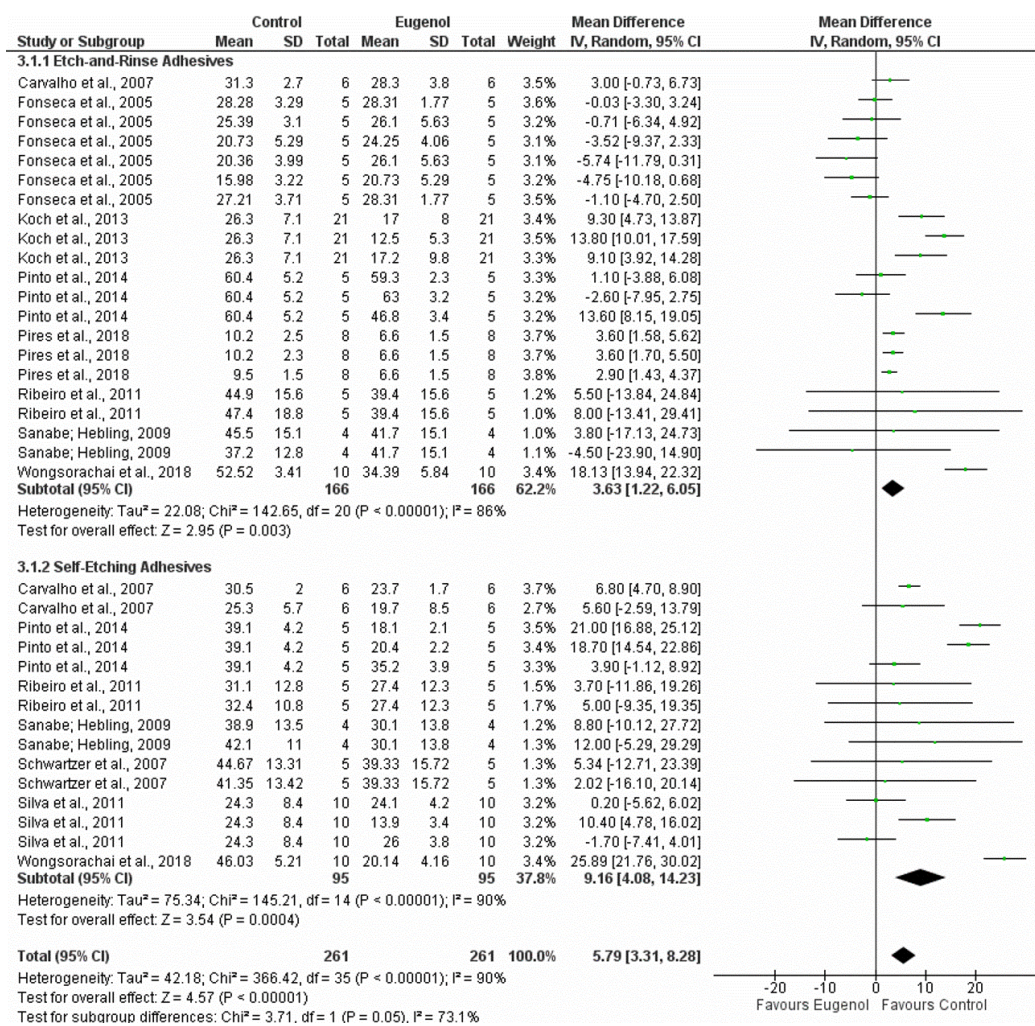 Control Eugenol Mean Difference Mean Difference
Study or Subgroup Mean SD Total Mean SD Total Weight IV, Random, 95% CI IV, Random, 95% CI
3.1.1 Etch-and-Rinse Adhesives
Carvalho et al., 2007 31.3 2.7 6 28.3 3.8 6 3.5% 3.00 [-0.73, 6.73]
Fonseca et al., 2005 28.28 3.29 5 28.31 1.77 5 3.6% -0.03 [-3.30, 3.24]
Fonseca et al., 2005 25.39 3.1 5 26.1 5.63 5 3.2% -0.71 [-6.34, 4.92]
Fonseca et al., 2005 20.73 5.29 5 24.25 4.06 5 3.1% -3.52 [-9.37, 2.33]
Fonseca et al., 2005 20.36 3.99 5 26.1 5.63 5 3.1% -5.74 [-11.79, 0.31]
Fonseca et al., 2005 15.98 3.22 5 20.73 5.29 5 3.2% -4.75 [-10.18, 0.68]
Fonseca et al., 2005 27.21 3.71 5 28.31 1.77 5 3.5% -1.10 [-4.70, 2.50]
Koch et al., 2013 26.3 7.1 21 17 8 21 3.4% 9.30 [4.73, 13.87]
Koch et al., 2013 26.3 7.1 21 12.5 5.3 21 3.5% 13.80 [10.01, 17.59]
Koch et al., 2013 26.3 7.1 21 17.2 9.8 21 3.3% 9.10 [3.92, 14.28]
Pinto et al., 2014 60.4 5.2 5 59.3 2.3 5 3.3% 1.10 [-3.88, 6.08]
Pinto et al., 2014 60.4 5.2 5 63 3.2 5 3.2% -2.60 [-7.95, 2.75]
Pinto et al., 2014 60.4 5.2 5 46.8 3.4 5 3.2% 13.60 [8.15, 19.05]
Pires et al., 2018 10.2 2.5 8 6.6 1.5 8 3.7% 3.60 [1.58, 5.62]
Pires et al., 2018 10.2 2.3 8 6.6 1.5 8 3.7% 3.60 [1.70, 5.50]
Pires et al., 2018 9.5 1.5 8 6.6 1.5 8 3.8% 2.90 [1.43, 4.37]
Ribeiro et al., 2011 44.9 15.6 5 39.4 15.6 5 1.2% 5.50 [-13.84, 24.84]
Ribeiro et al., 2011 47.4 18.8 5 39.4 15.6 5 1.0% 8.00 [-13.41, 29.41]
Sanabe; Hebling, 2009 45.5 15.1 4 41.7 15.1 4 1.0% 3.80 [-17.13, 24.73]
Sanabe; Hebling, 2009 37.2 12.8 4 41.7 15.1 4 1.1% -4.50 [-23.90, 14.90]
Wongsorachai et al., 2018 52.52 3.41 10 34.39 5.84 10 3.4% 18.13 [13.94, 22.32]
Subtotal (95% CI) 166 166 62.2% 3.63 [1.22, 6.05]
Heterogeneity: Tau² = 22.08; Chi² = 142.65, df = 20 (P < 0.00001); I² = 86%
Test for overall effect: Z = 2.95 (P = 0.003)
3.1.2 Self-Etching Adhesives
Carvalho et al., 2007 30.5 2 6 23.7 1.7 6 3.7% 6.80 [4.70, 8.90]
Carvalho et al., 2007 25.3 5.7 6 19.7 8.5 6 2.7% 5.60 [-2.59, 13.79]
Pinto et al., 2014 39.1 4.2 5 18.1 2.1 5 3.5% 21.00 [16.88, 25.12]
Pinto et al., 2014 39.1 4.2 5 20.4 2.2 5 3.4% 18.70 [14.54, 22.86]
Pinto et al., 2014 39.1 4.2 5 35.2 3.9 5 3.3% 3.90 [-1.12, 8.92]
Ribeiro et al., 2011 31.1 12.8 5 27.4 12.3 5 1.5% 3.70 [-11.86, 19.26]
Ribeiro et al., 2011 32.4 10.8 5 27.4 12.3 5 1.7% 5.00 [-9.35, 19.35]
Sanabe; Hebling, 2009 38.9 13.5 4 30.1 13.8 4 1.2% 8.80 [-10.12, 27.72]
Sanabe; Hebling, 2009 42.1 11 4 30.1 13.8 4 1.3% 12.00 [-5.29, 29.29]
Schwartzer et al., 2007 44.67 13.31 5 39.33 15.72 5 1.3% 5.34 [-12.71, 23.39]
Schwartzer et al., 2007 41.35 13.42 5 39.33 15.72 5 1.2% 2.02 [-16.10, 20.14]
Silva et al., 2011 24.3 8.4 10 24.1 4.2 10 3.2% 0.20 [-5.62, 6.02]
Silva et al., 2011 24.3 8.4 10 13.9 3.4 10 3.2% 10.40 [4.78, 16.02]
Silva et al., 2011 24.3 8.4 10 26 3.8 10 3.2% -1.70 [-7.41, 4.01]
Wongsorachai et al., 2018 46.03 5.21 10 20.14 4.16 10 3.4% 25.89 [21.76, 30.02]
Subtotal (95% CI) 95 95 37.8% 9.16 [4.08, 14.23]
Heterogeneity: Tau² = 75.34; Chi² = 145.21, df = 14 (P < 0.00001); I² = 90%
Test for overall effect: Z = 3.54 (P = 0.0004)
Total (95% CI) 261 261 100.0% 5.79 [3.31, 8.28]
Heterogeneity: Tau² = 42.18; Chi² = 366.42, df = 35 (P < 0.00001); I² = 90%
Test for overall effect: Z = 4.57 (P < 0.00001)
Test for subgroup differences: Chi² = 3.71, df = 1 (P = 0.05), I² = 73.1%
-20 -10 0 10 20
Favours Eugenol Favours Control